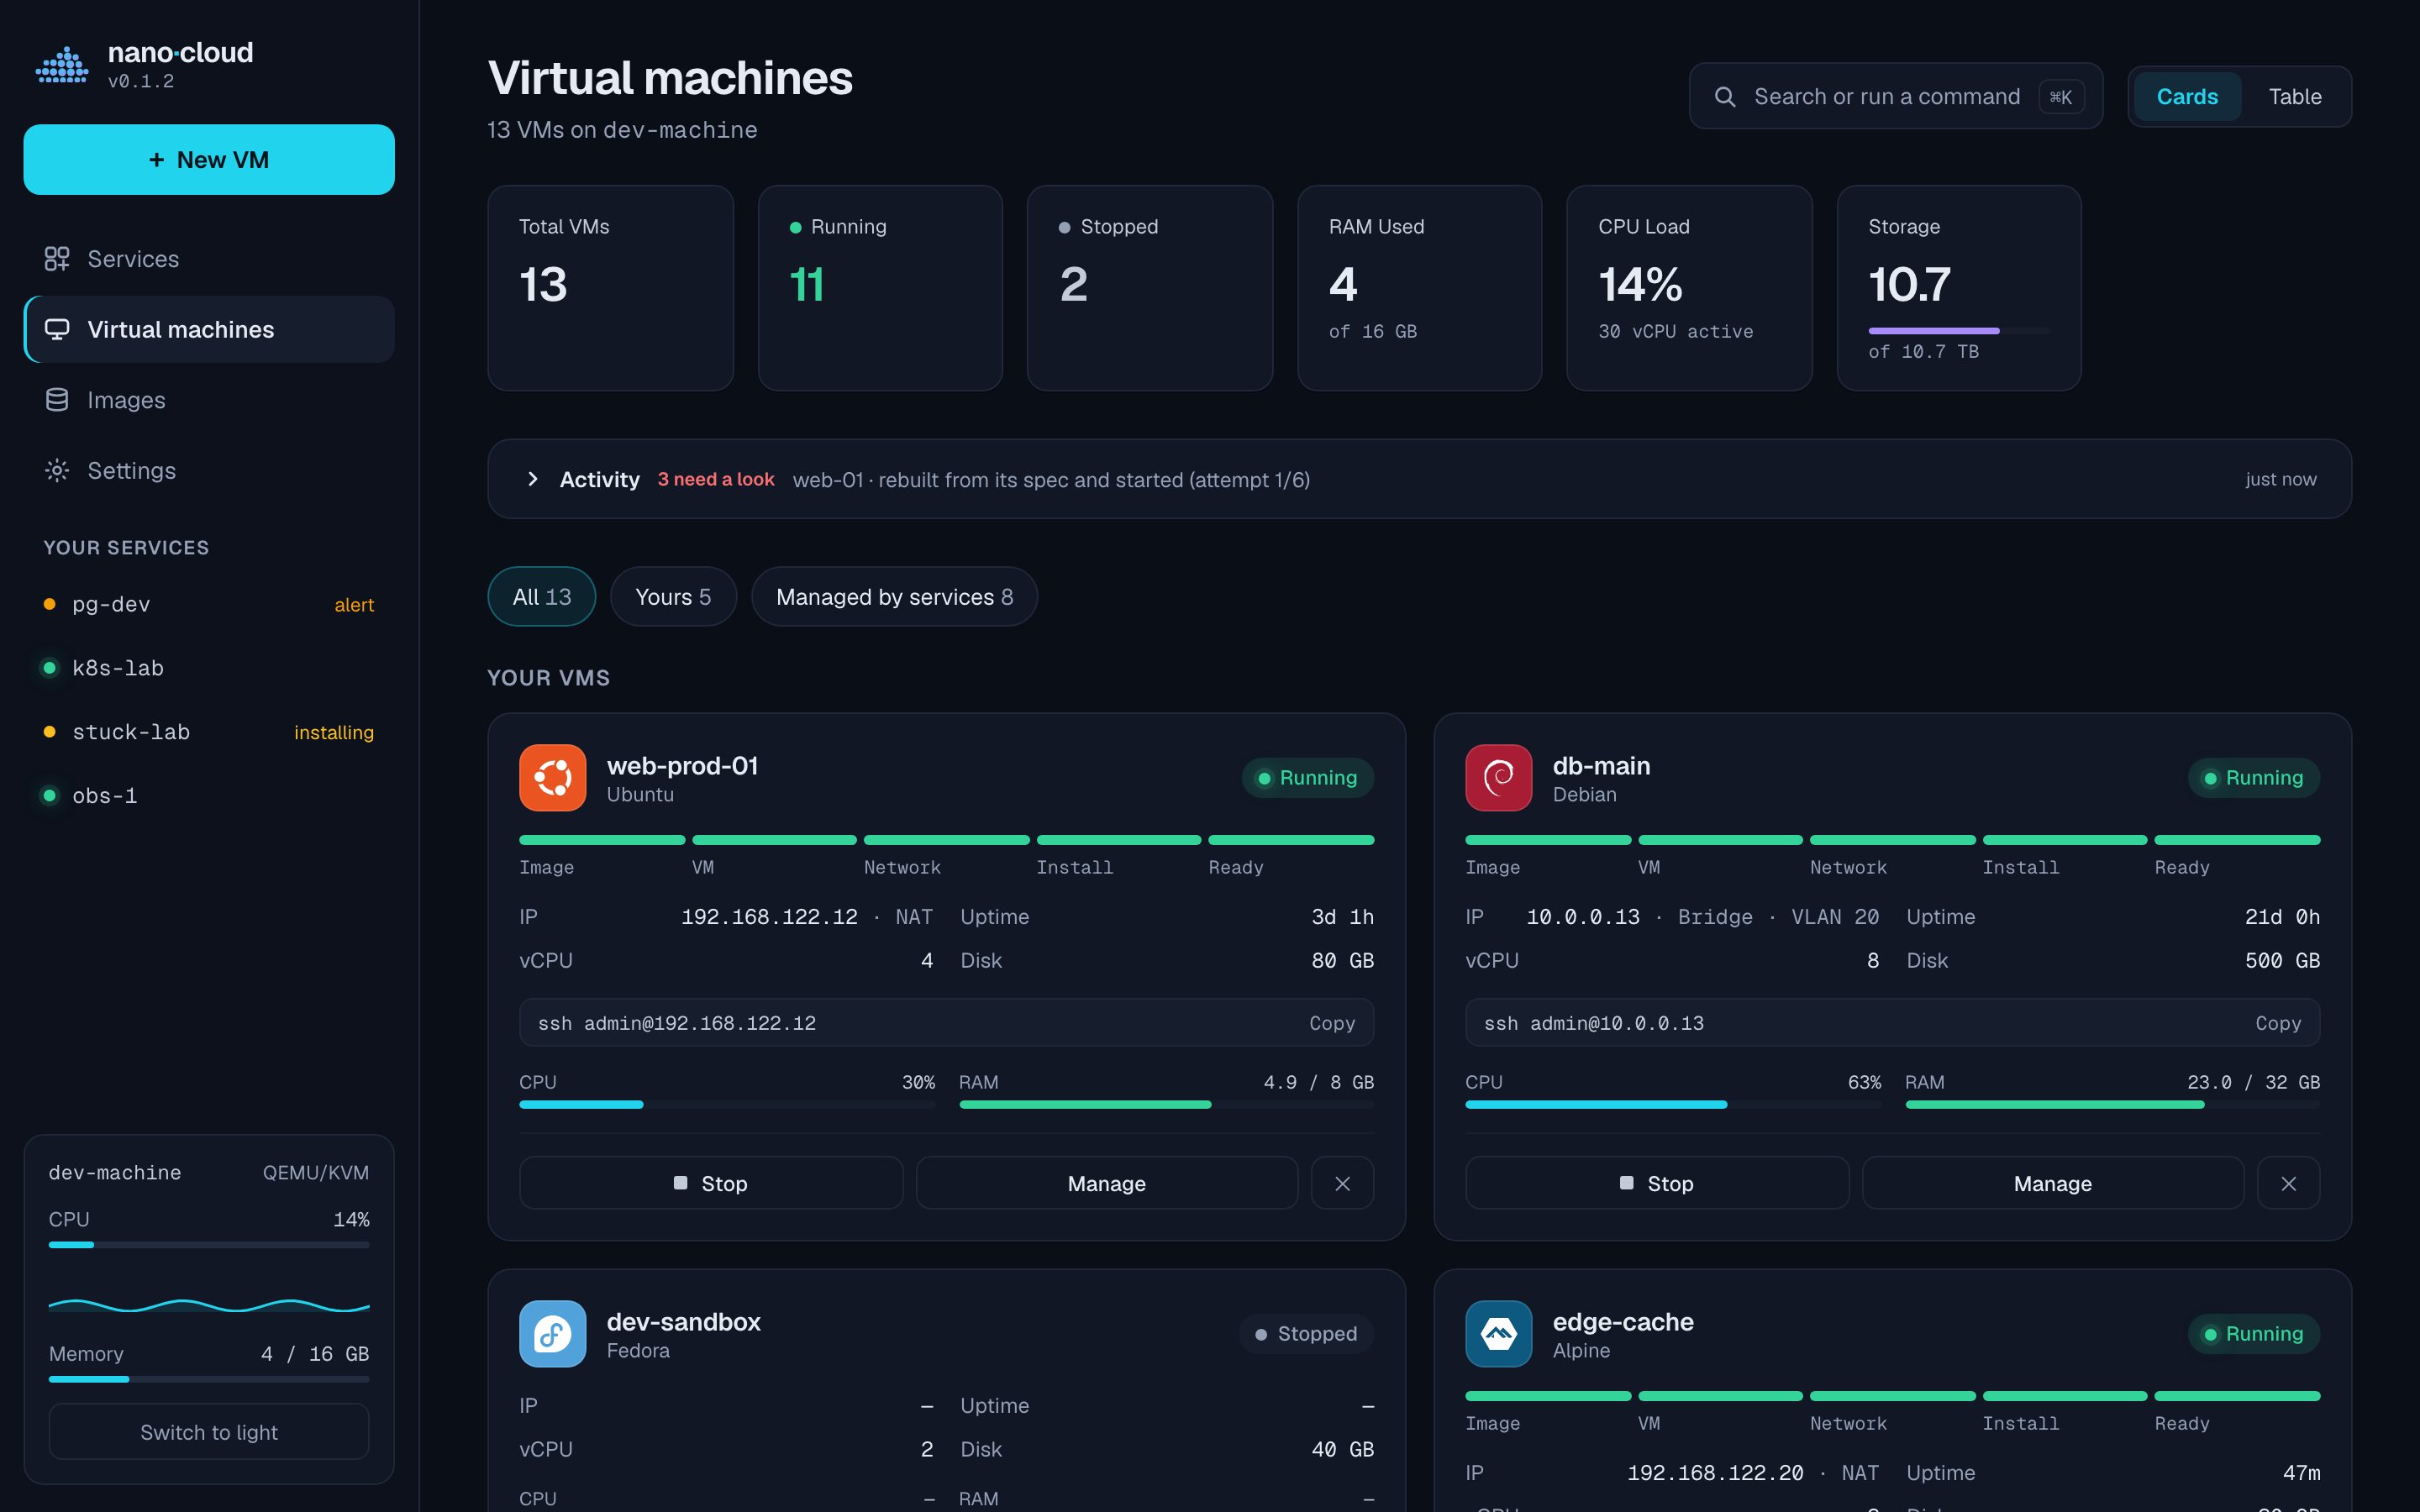 nano·cloud
v0.1.2
+ New VM
Services
Virtual machines
Images
Settings
YOUR SERVICES
pg-dev alert
k8s-lab
stuck-lab installing
obs-1
dev-machine QEMU/KVM
CPU 14%
Memory 4 / 16 GB
Switch to light
Virtual machines
13 VMs on dev-machine
Search or run a command ⌘K
Cards Table
Total VMs
13
Running
11
Stopped
2
RAM Used
4
of 16 GB
CPU Load
14%
30 vCPU active
Storage
10.7
of 10.7 TB
Activity 3 need a look web-01 · rebuilt from its spec and started (attempt 1/6) just now
All 13 Yours 5 Managed by services 8
YOUR VMS
web-prod-01
Ubuntu
Running
Image VM Network Install Ready
IP 192.168.122.12 · NAT Uptime 3d 1h
vCPU 4 Disk 80 GB
ssh admin@192.168.122.12 Copy
CPU 30% RAM 4.9 / 8 GB
Stop Manage
db-main
Debian
Running
Image VM Network Install Ready
IP 10.0.0.13 · Bridge · VLAN 20 Uptime 21d 0h
vCPU 8 Disk 500 GB
ssh admin@10.0.0.13 Copy
CPU 63% RAM 23.0 / 32 GB
Stop Manage
dev-sandbox
Fedora
Stopped
IP — Uptime —
vCPU 2 Disk 40 GB
CPU — RAM —
edge-cache
Alpine
Running
Image VM Network Install Ready
IP 192.168.122.20 · NAT Uptime 47m